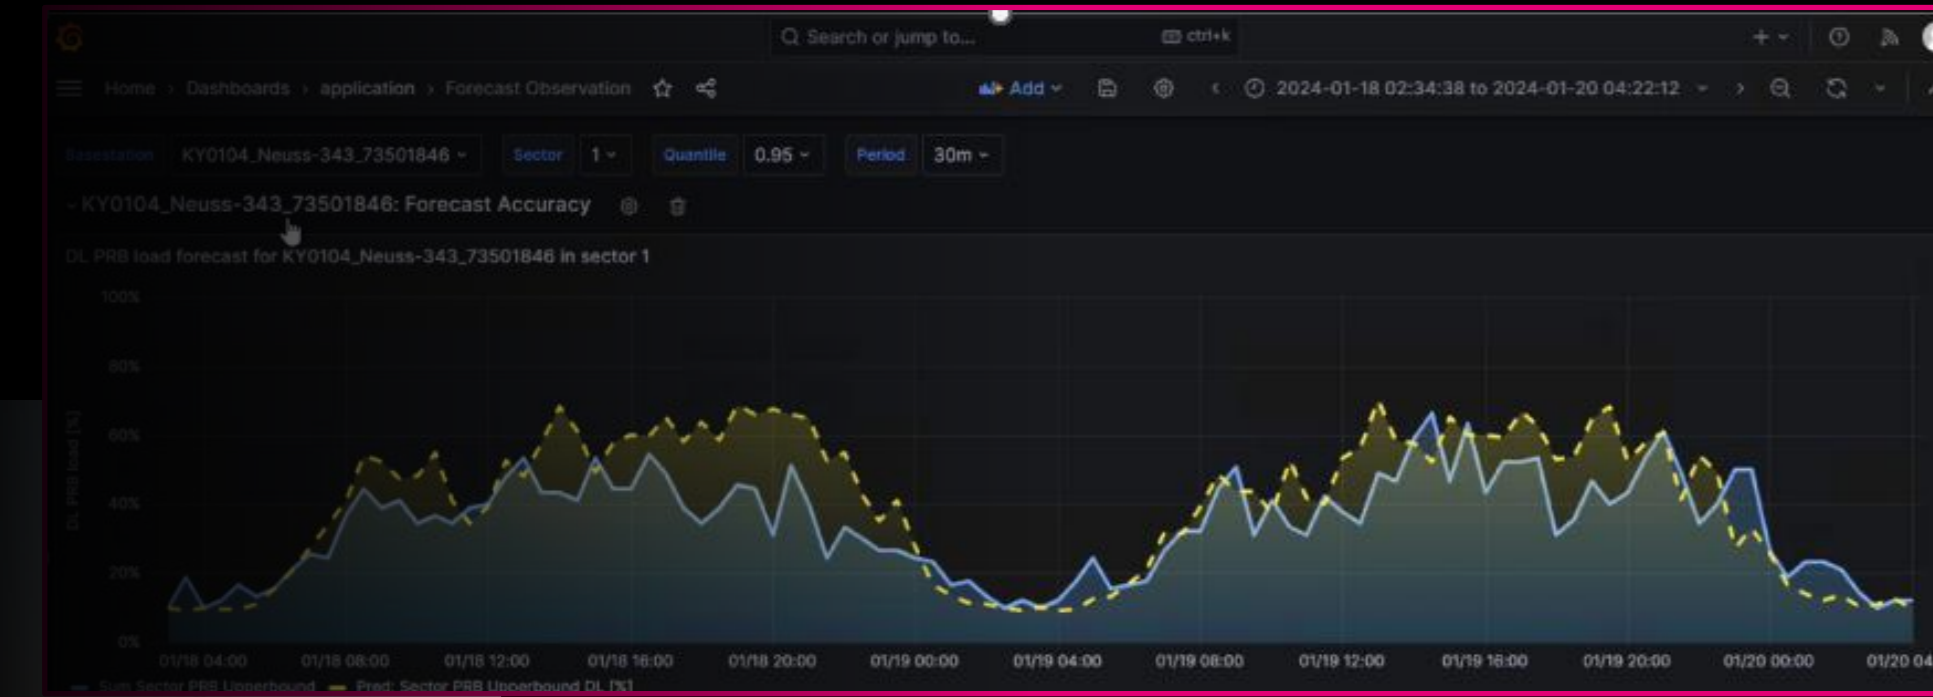 Search or jump to... ctrl+k
Home › Dashboards › application › Forecast Observation Add 2024-01-18 02:34:38 to 2024-01-20 04:22:12
Basestation KY0104_Neuss-343_73501846 Sector 1 Quantile 0.95 Period 30m
KY0104_Neuss-343_73501846: Forecast Accuracy
DL PRB load forecast for KY0104_Neuss-343_73501846 in sector 1
100%
80%
60%
40%
20%
0%
DL PRB load [%]
01/18 04:00 01/18 08:00 01/18 12:00 01/18 16:00 01/18 20:00 01/19 00:00 01/19 04:00 01/19 08:00 01/19 12:00 01/19 16:00 01/19 20:00 01/20 00:00 01/20 04
Sum Sector PRB Upperbound Pred: Sector PRB Upperbound DL [%]